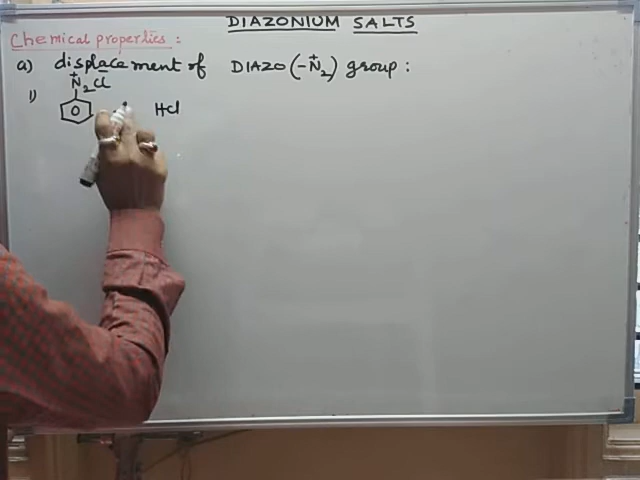 DIAZONIUM SALTS
Chemical properties :
a) displacement of DIAZO (-N⁺₂) group :
N⁺₂Cl⁻
1) HCl